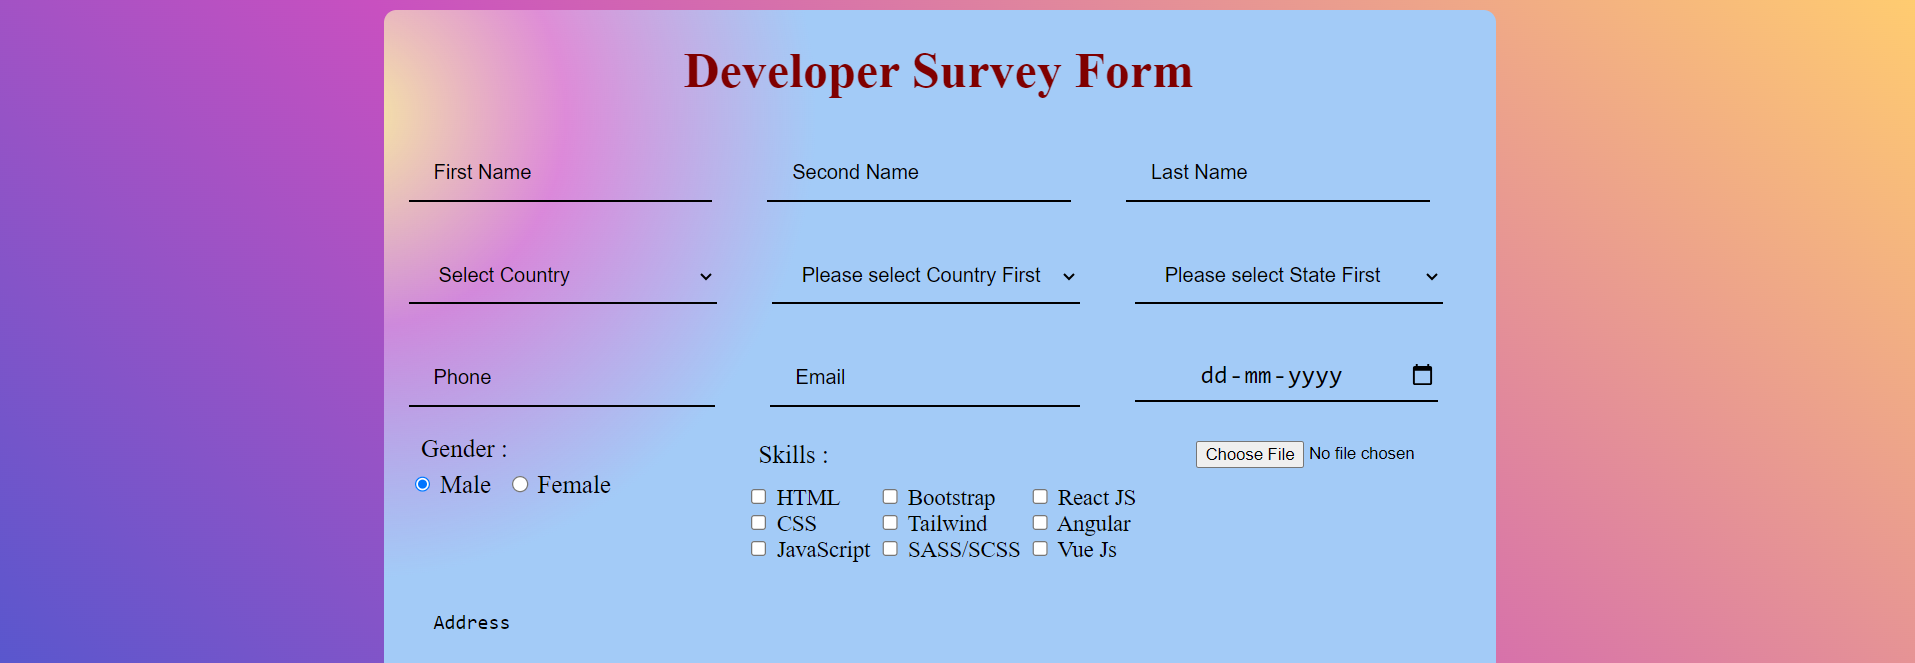 Developer Survey Form
First Name Second Name Last Name
Select Country Please select Country First Please select State First
Phone Email dd-mm-yyyy
Gender :
Male Female
Skills :
HTML Bootstrap React JS
CSS Tailwind Angular
JavaScript SASS/SCSS Vue Js
Choose File No file chosen
Address